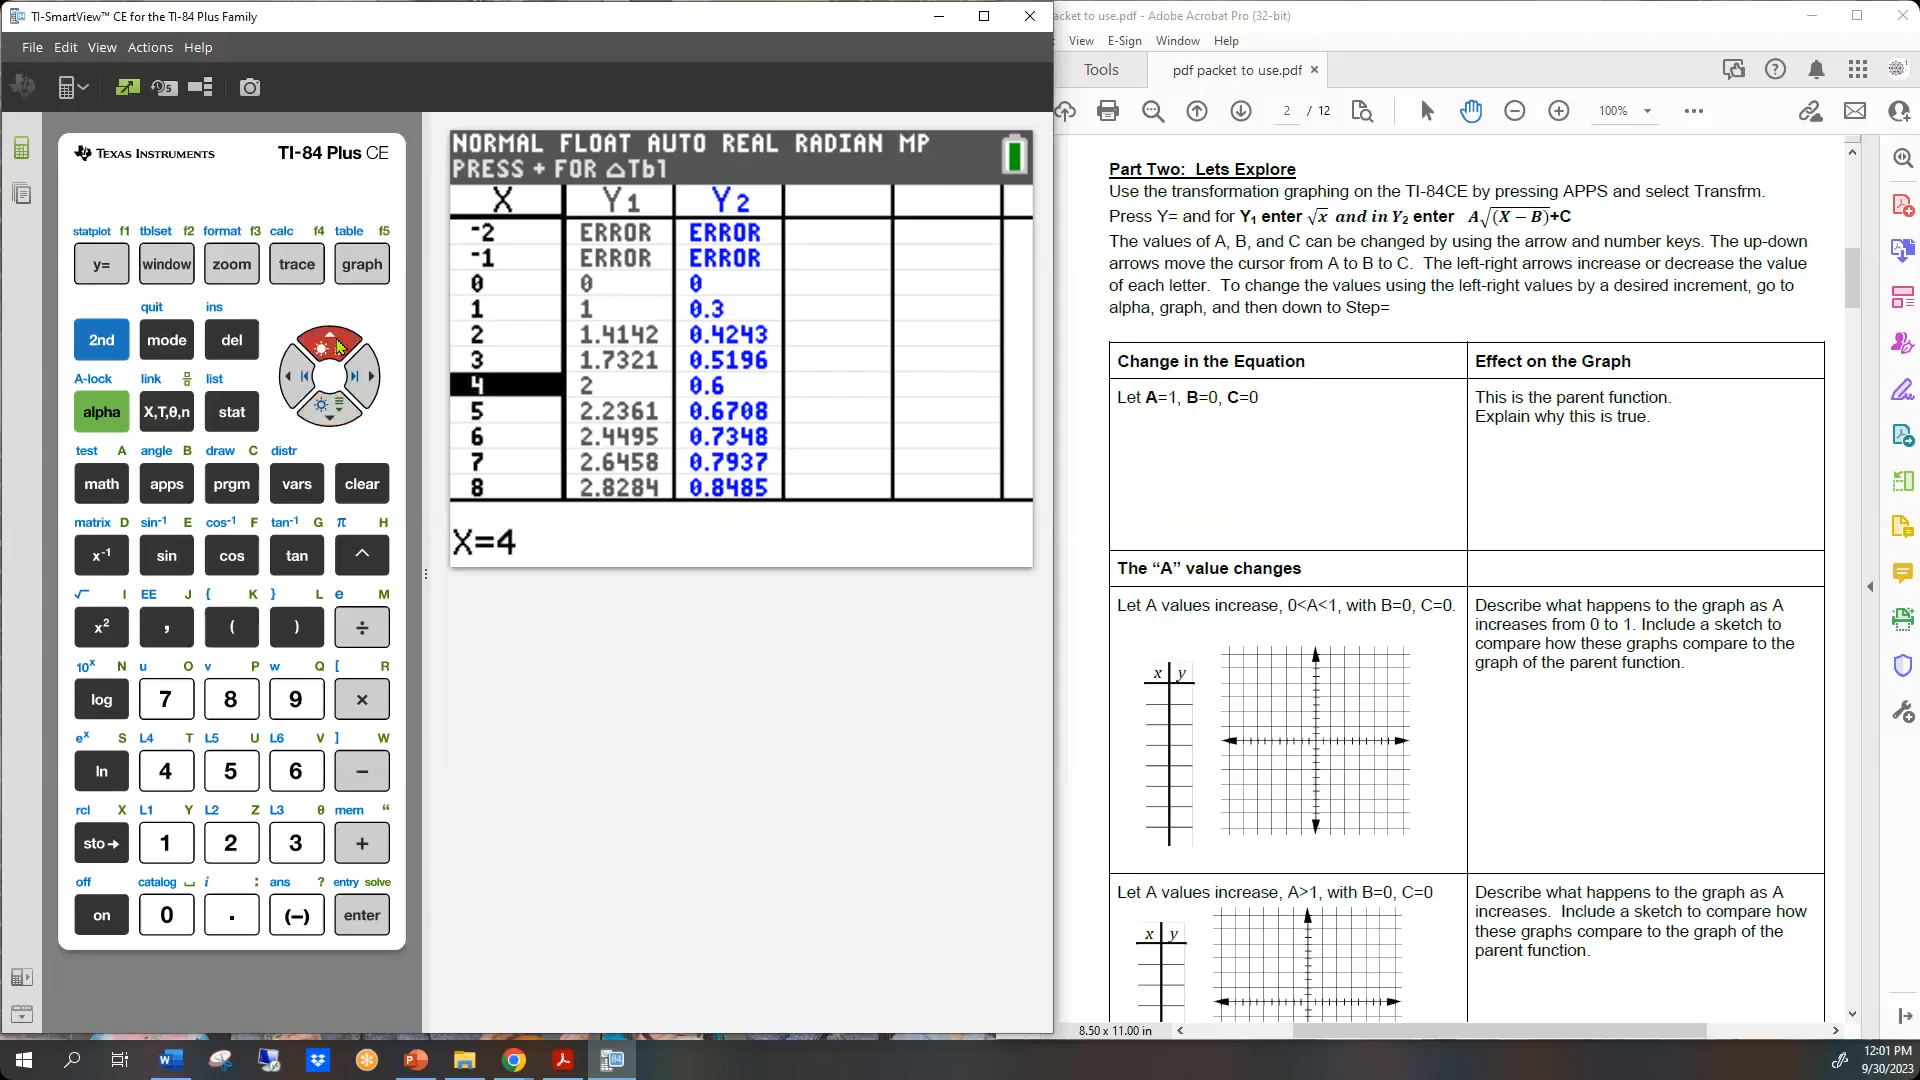 TI-SmartView™ CE for the TI-84 Plus Family
File Edit View Actions Help
TEXAS INSTRUMENTS TI-84 Plus CE
statplot f1 tblset f2 format f3 calc f4 table f5
y= window zoom trace graph
quit ins
2nd mode del
A-lock link list
alpha X,T,θ,n stat
test A angle B draw C distr
math apps prgm vars clear
matrix D sin-1 E cos-1 F tan-1 G π H
x-1 sin cos tan ^
√ I EE J { K } L e M
x² , ( ) ÷
10ˣ N u O v P w Q [ R
log 7 8 9 ×
eˣ S L4 T L5 U L6 V ] W
ln 4 5 6 −
rcl X L1 Y L2 Z L3 θ mem “
sto→ 1 2 3 +
off catalog ␣ i : ans ? entry solve
on 0 . (−) enter
NORMAL FLOAT AUTO REAL RADIAN MP
PRESS + FOR △Tbl
X Y1 Y2
-2 ERROR ERROR
-1 ERROR ERROR
0 0 0
1 1 0.3
2 1.4142 0.4243
3 1.7321 0.5196
4 2 0.6
5 2.2361 0.6708
6 2.4495 0.7348
7 2.6458 0.7937
8 2.8284 0.8485
X=4
acket to use.pdf - Adobe Acrobat Pro (32-bit)
View E-Sign Window Help
Tools pdf packet to use.pdf ×
2 / 12 100%
Part Two: Lets Explore
Use the transformation graphing on the TI-84CE by pressing APPS and select Transfrm.
Press Y= and for Y₁ enter √x and in Y₂ enter A√(X − B)+C
The values of A, B, and C can be changed by using the arrow and number keys. The up-down
arrows move the cursor from A to B to C. The left-right arrows increase or decrease the value
of each letter. To change the values using the left-right values by a desired increment, go to
alpha, graph, and then down to Step=
Change in the Equation Effect on the Graph
Let A=1, B=0, C=0
This is the parent function.
Explain why this is true.
The “A” value changes
Let A values increase, 0<A<1, with B=0, C=0.
x y
Describe what happens to the graph as A
increases from 0 to 1. Include a sketch to
compare how these graphs compare to the
graph of the parent function.
Let A values increase, A>1, with B=0, C=0
x y
Describe what happens to the graph as A
increases. Include a sketch to compare how
these graphs compare to the graph of the
parent function.
8.50 x 11.00 in
12:01 PM
9/30/2023